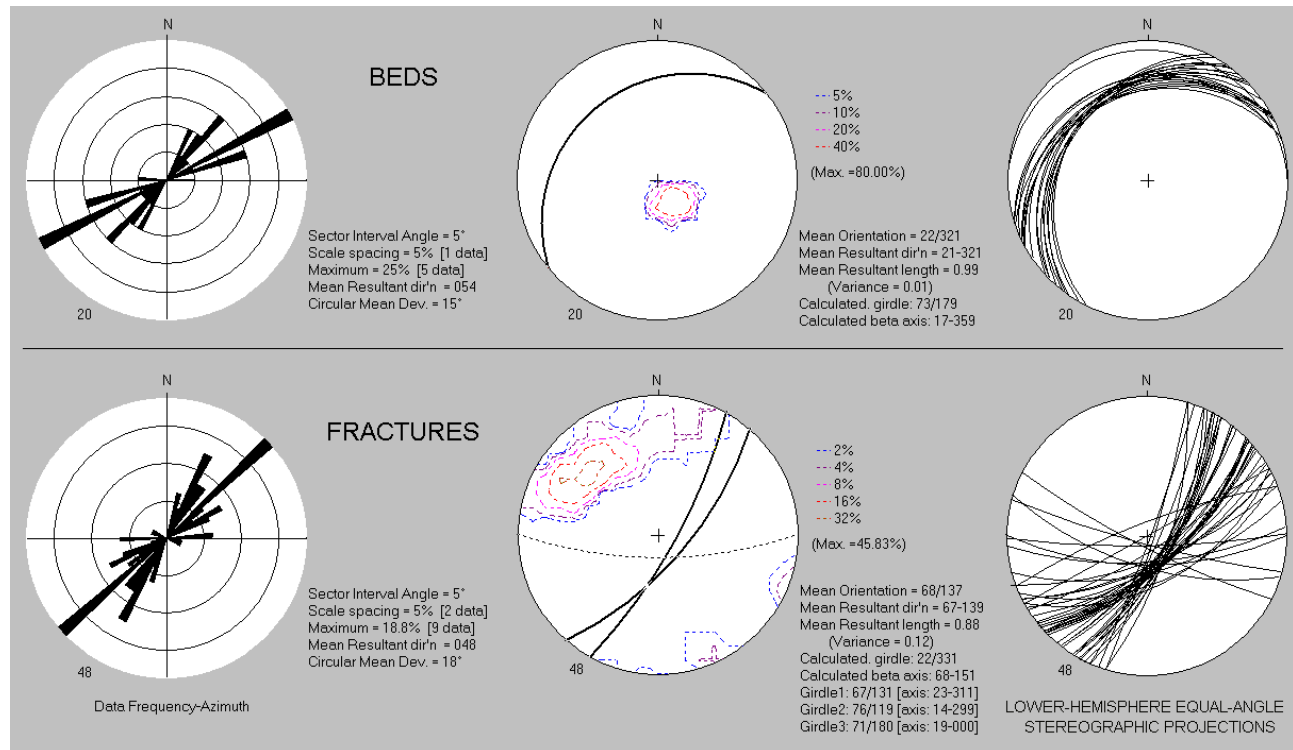 N
N
N
BEDS
5%
10%
20%
40%
(Max. =80.00%)
Sector Interval Angle = 5°
Scale spacing = 5% [1 data]
Maximum = 25% [5 data]
Mean Resultant dir'n = 054
Circular Mean Dev. = 15°
Mean Orientation = 22/321
Mean Resultant dir'n = 21-321
Mean Resultant length = 0.99
(Variance = 0.01)
Calculated. girdle: 73/179
Calculated beta axis: 17-359
20
20
20
N
N
N
FRACTURES
2%
4%
8%
16%
32%
(Max. =45.83%)
Sector Interval Angle = 5°
Scale spacing = 5% [2 data]
Maximum = 18.8% [9 data]
Mean Resultant dir'n = 048
Circular Mean Dev. = 18°
Mean Orientation = 68/137
Mean Resultant dir'n = 67-139
Mean Resultant length = 0.88
(Variance = 0.12)
Calculated. girdle: 22/331
Calculated beta axis: 68-151
Girdle1: 67/131 [axis: 23-311]
Girdle2: 76/119 [axis: 14-299]
Girdle3: 71/180 [axis: 19-000]
48
48
48
Data Frequency-Azimuth
LOWER-HEMISPHERE EQUAL-ANGLE
STEREOGRAPHIC PROJECTIONS